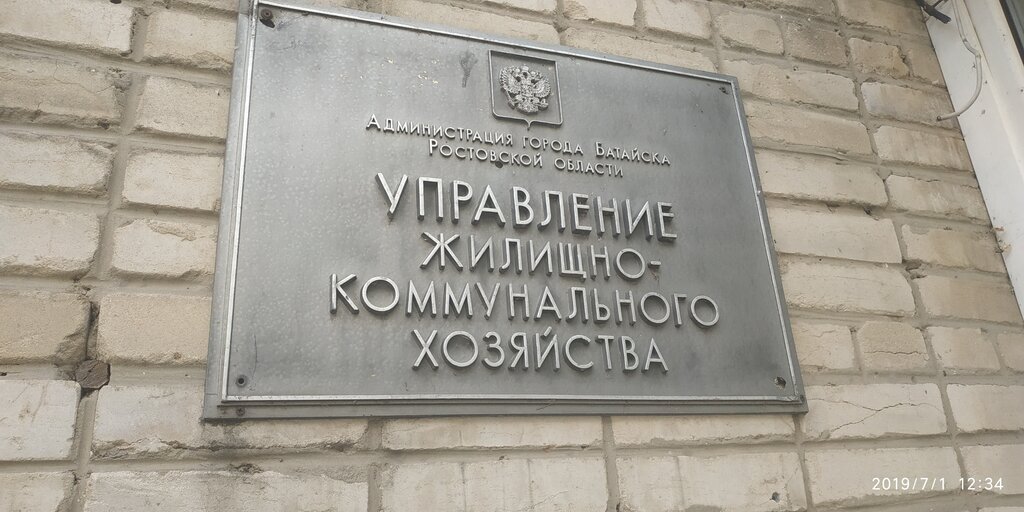 Администрация города Батайска
Ростовской области
УПРАВЛЕНИЕ
ЖИЛИЩНО-
КОММУНАЛЬНОГО
ХОЗЯЙСТВА
2019/7/1 12:34